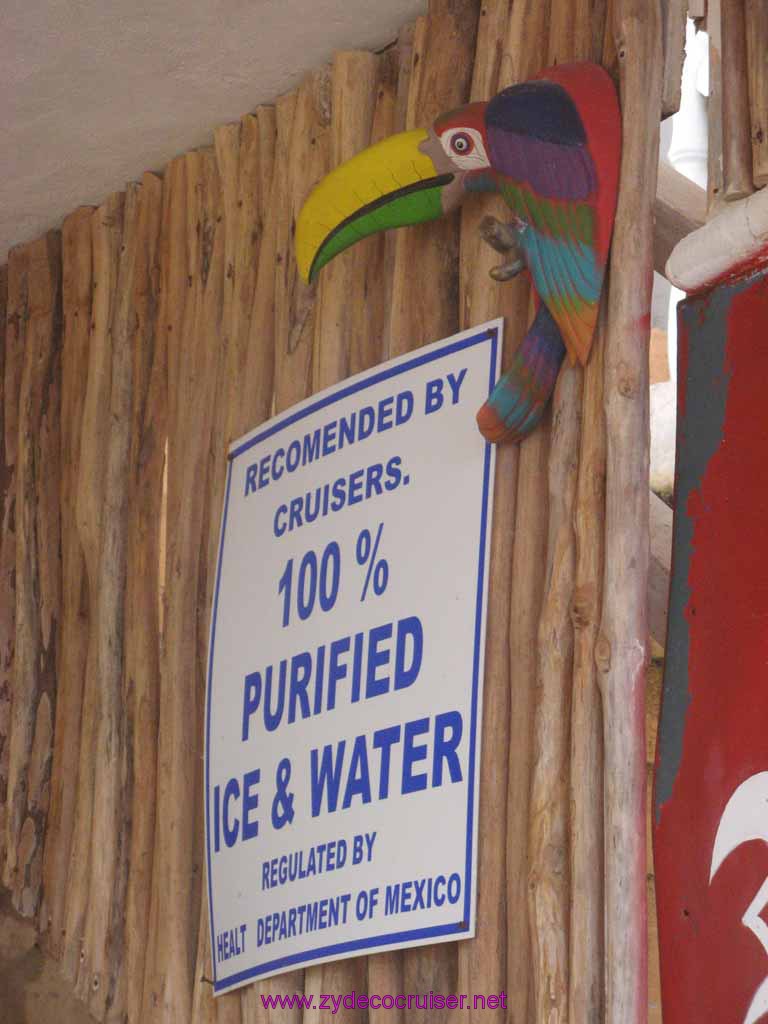 RECOMENDED BY
CRUISERS.
100 %
PURIFIED
ICE & WATER
REGULATED BY
HEALT DEPARTMENT OF MEXICO
www.zydecocruiser.net